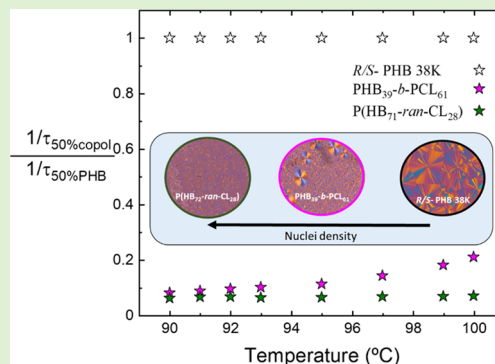 1
0.8
0.6
0.4
0.2
0
1/τ50%copol
1/τ50%PHB
R/S- PHB 38K
PHB39-b-PCL61
P(HB71-ran-CL28)
P(HB72-ran-CL28)
PHB39-b-PCL61
R/S- PHB 38K
Nuclei density
90 92 94 96 98 100
Temperature (ºC)